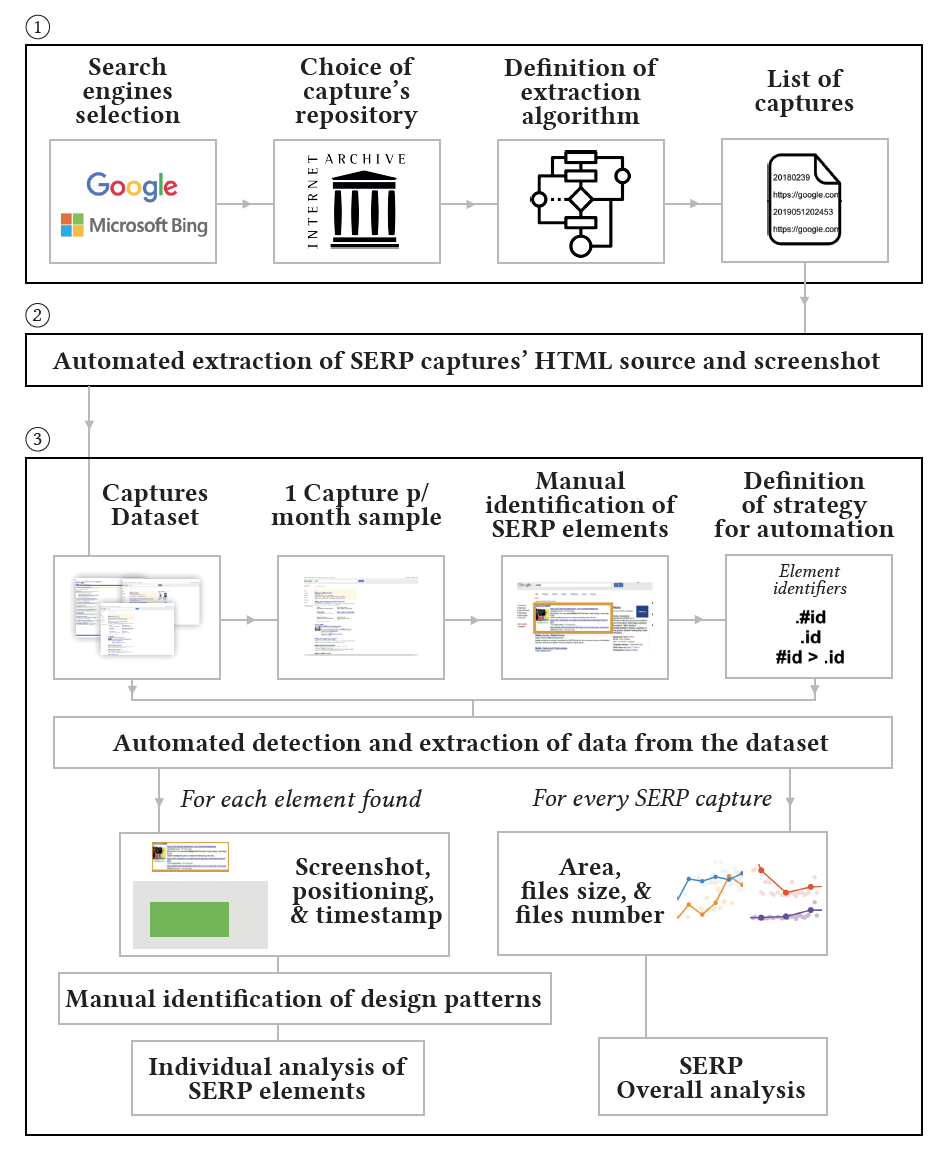 1
Search
engines
selection
Choice of
capture's
repository
Definition of
extraction
algorithm
List of
captures
Google
Microsoft Bing
INTERNET
ARCHIVE
20180239
https://google.con
2019051202453
https://google.con
2
Automated extraction of SERP captures' HTML source and screenshot
3
Captures
Dataset
1 Capture p/
month sample
Manual
identification of
SERP elements
Definition
of strategy
for automation
Element
identifiers
.#id
.id
#id > .id
Automated detection and extraction of data from the dataset
For each element found
For every SERP capture
Screenshot,
positioning,
& timestamp
Area,
files size, &
files number
Manual identification of design patterns
Individual analysis of
SERP elements
SERP
Overall analysis